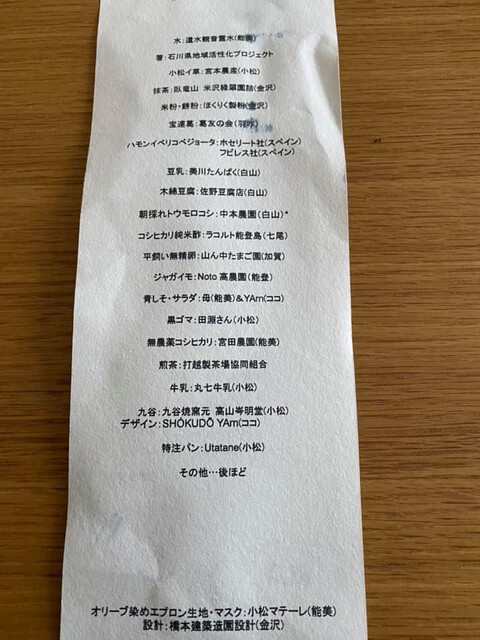 水:遣水観音霊水(能美)
箸:石川県地域活性化プロジェクト
小松イ草:宮本農産(小松)
抹茶:臥竜山 米沢緑翠園詰(金沢)
米粉・餅粉:ほくりく製粉(金沢)
宝達葛:葛友の会(羽咋)
ハモンイベリコベジョータ:ホセリート社(スペイン)
フビレス社(スペイン)
豆乳:美川たんぱく(白山)
木綿豆腐:佐野豆腐店(白山)
朝採れトウモロコシ:中本農園(白山)*
コシヒカリ純米酢:ラコルト能登島(七尾)
平飼い無精卵:山ん中たまご園(加賀)
ジャガイモ:Noto 高農園(能登)
青しそ・サラダ:母(能美)&YArn(ココ)
黒ゴマ:田淵さん(小松)
無農薬コシヒカリ:宮田農園(能美)
煎茶:打越製茶場協同組合
牛乳:丸七牛乳(小松)
九谷:九谷焼窯元 高山岑明堂(小松)
デザイン:SHŌKUDŌ YArn(ココ)
特注パン:Utatane(小松)
その他…後ほど
オリーブ染めエプロン生地・マスク:小松マテーレ(能美)
設計:橋本建築造園設計(金沢)